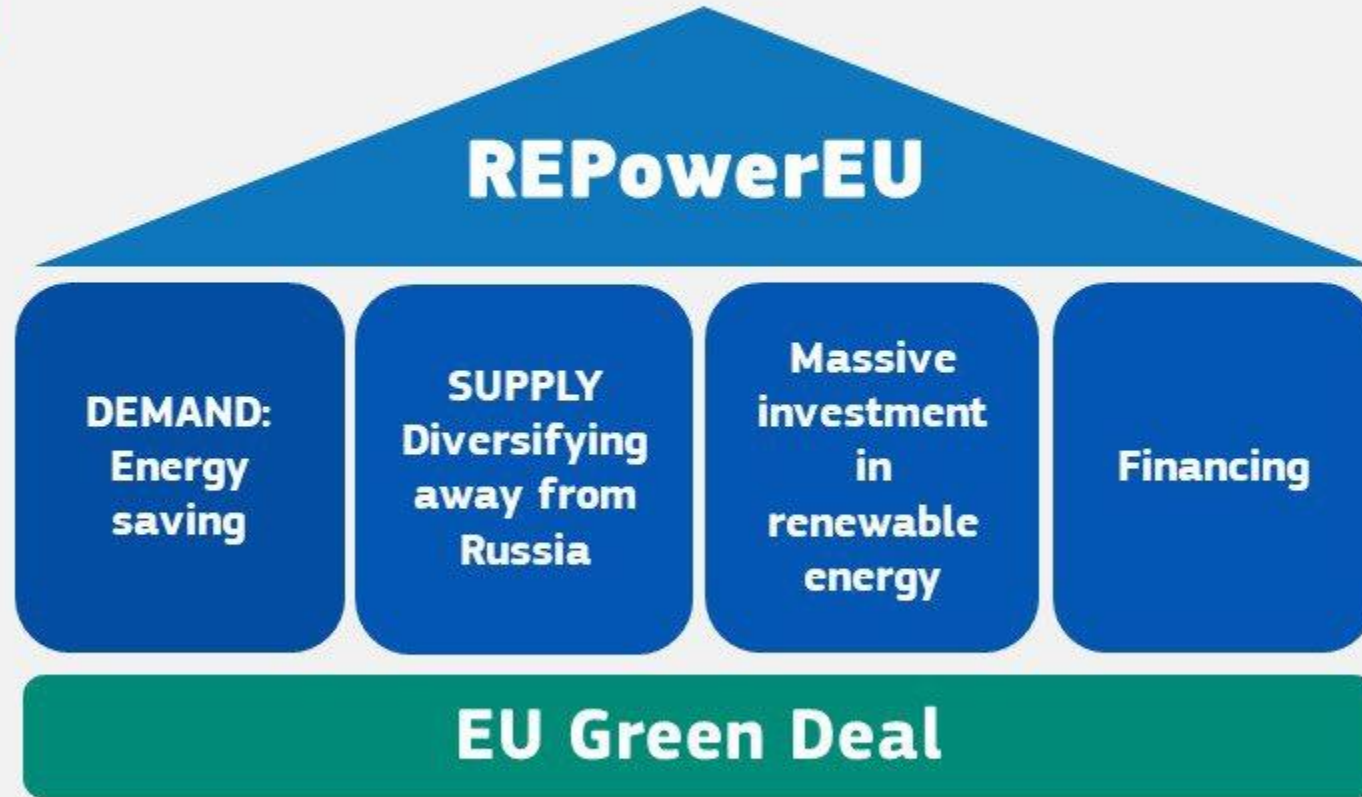 REPowerEU
DEMAND:
Energy
saving
SUPPLY
Diversifying
away from
Russia
Massive
investment
in
renewable
energy
Financing
EU Green Deal